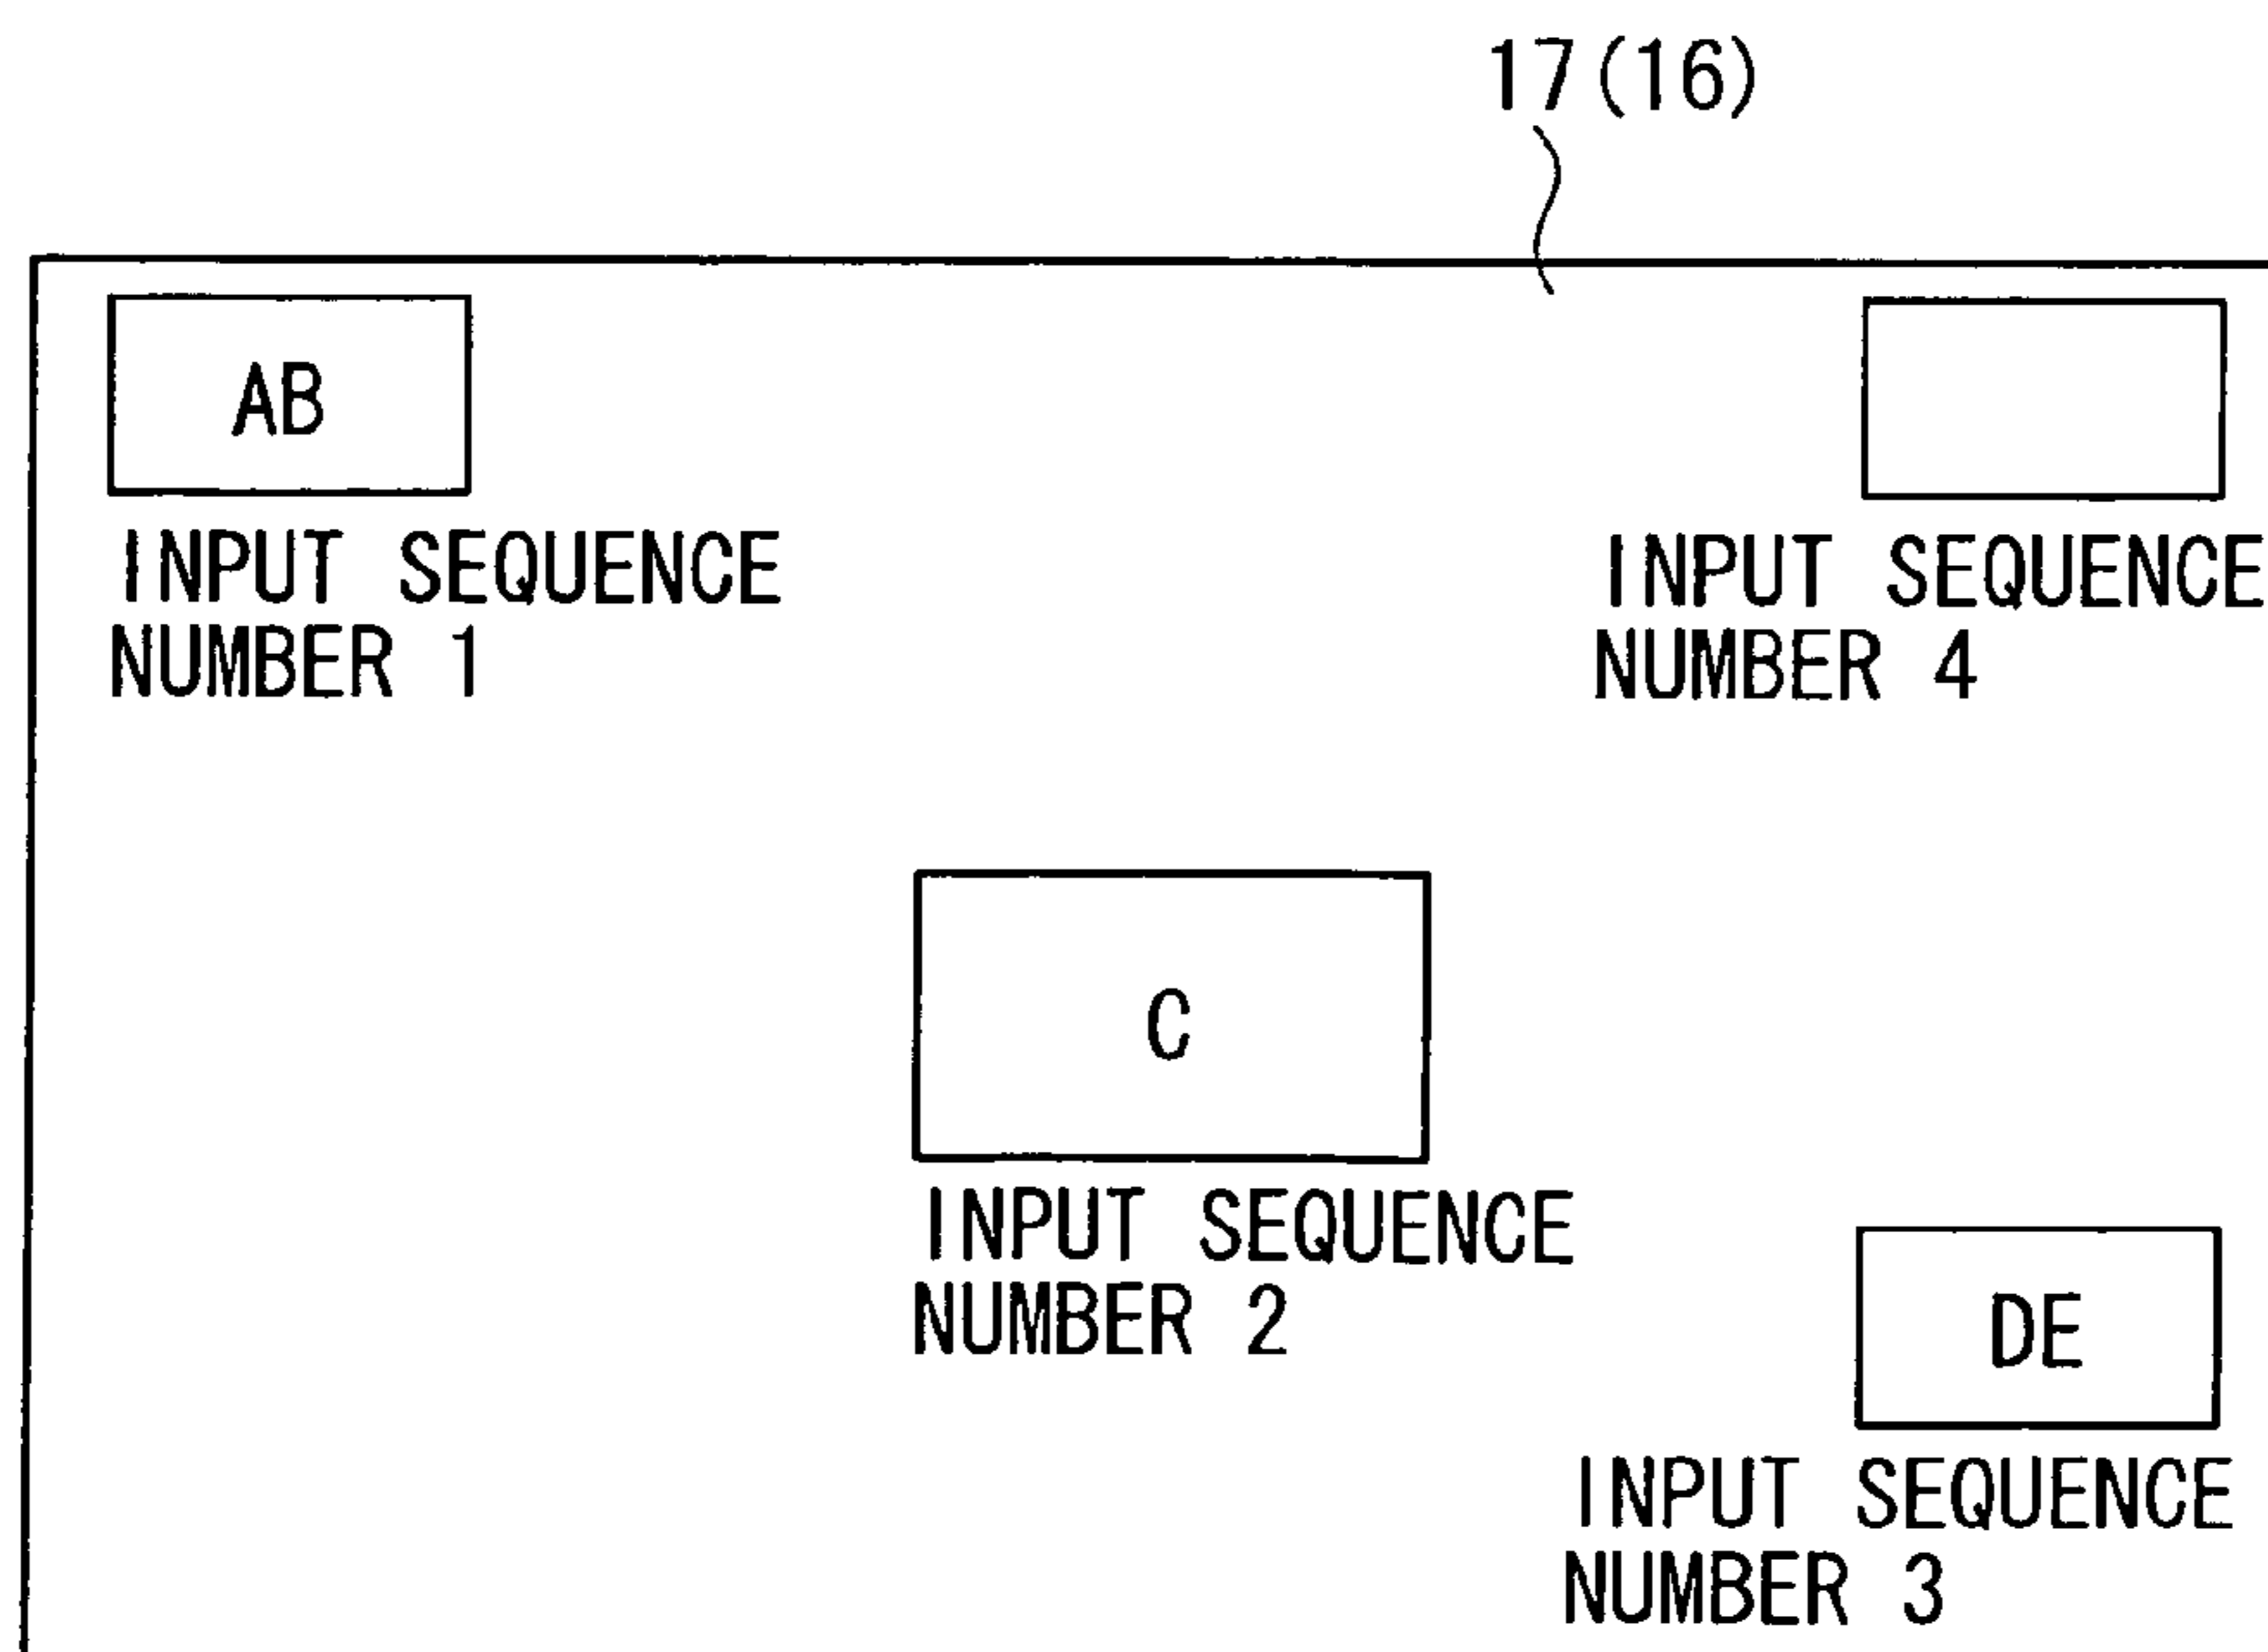 17(16)
AB
INPUT SEQUENCE
NUMBER 1
INPUT SEQUENCE
NUMBER 4
C
INPUT SEQUENCE
NUMBER 2
DE
INPUT SEQUENCE
NUMBER 3